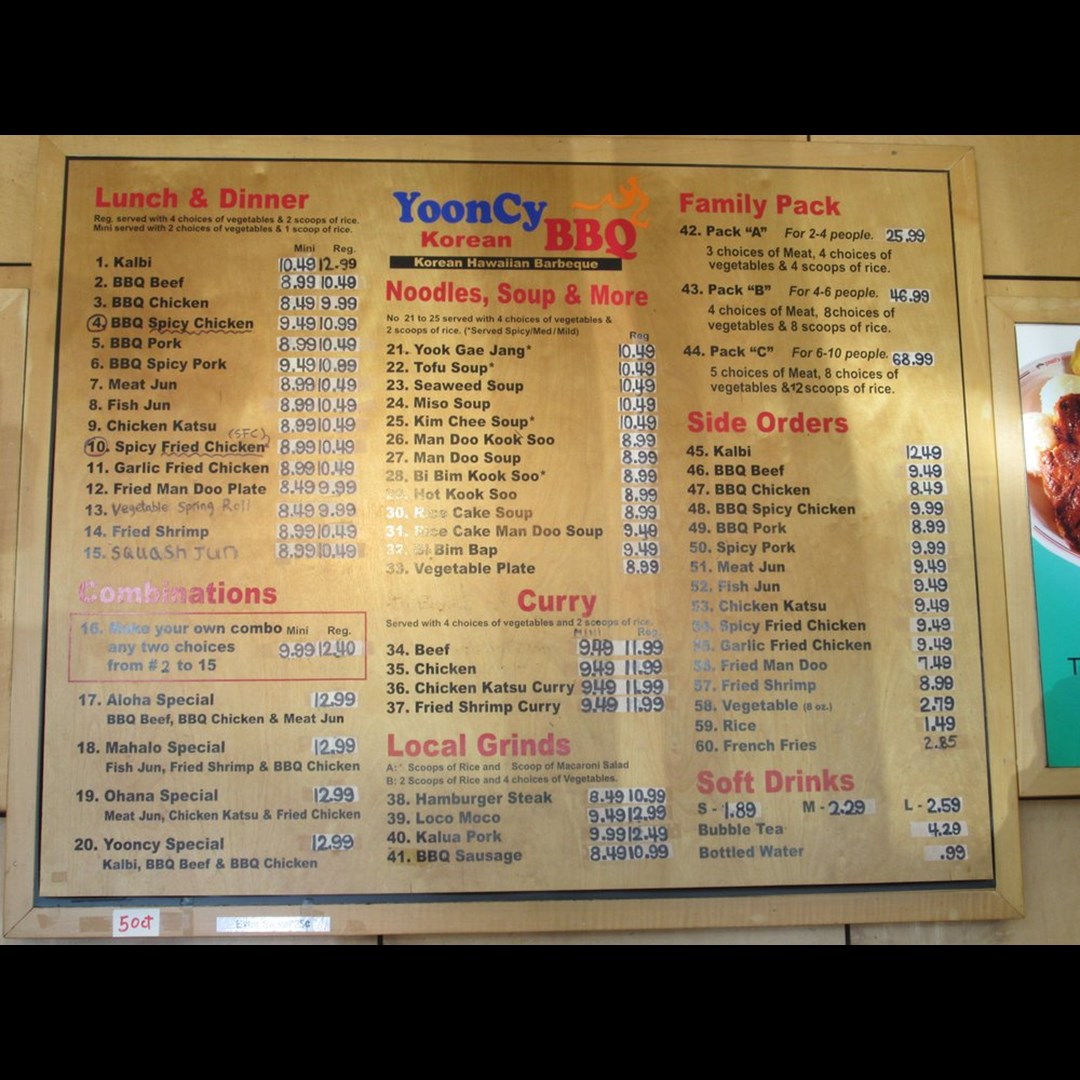 Lunch & Dinner
Reg. served with 4 choices of vegetables & 2 scoops of rice.
Mini served with 2 choices of vegetables & 1 scoop of rice.
Mini Reg.
1. Kalbi 10.49 12.99
2. BBQ Beef 8.99 10.49
3. BBQ Chicken 8.49 9.99
4. BBQ Spicy Chicken 9.49 10.99
5. BBQ Pork 8.99 10.49
6. BBQ Spicy Pork 9.49 10.99
7. Meat Jun 8.99 10.49
8. Fish Jun 8.99 10.49
9. Chicken Katsu 8.99 10.49
(SFC)
10. Spicy Fried Chicken 8.99 10.49
11. Garlic Fried Chicken 8.99 10.49
12. Fried Man Doo Plate 8.49 9.99
13. Vegetable Spring Roll 8.49 9.99
14. Fried Shrimp 8.99 10.49
15. Squash Jun 8.99 10.49
Combinations
16. Make your own combo Mini Reg.
any two choices 9.99 12.40
from #2 to 15
17. Aloha Special 12.99
BBQ Beef, BBQ Chicken & Meat Jun
18. Mahalo Special 12.99
Fish Jun, Fried Shrimp & BBQ Chicken
19. Ohana Special 12.99
Meat Jun, Chicken Katsu & Fried Chicken
20. Yooncy Special 12.99
Kalbi, BBQ Beef & BBQ Chicken
50ct
YoonCy
Korean BBQ
Korean Hawaiian Barbeque
Noodles, Soup & More
No 21 to 25 served with 4 choices of vegetables &
2 scoops of rice. (*Served Spicy/Med/Mild)
Reg
21. Yook Gae Jang* 10.49
22. Tofu Soup* 10.49
23. Seaweed Soup 10.49
24. Miso Soup 10.49
25. Kim Chee Soup* 10.49
26. Man Doo Kook Soo 8.99
27. Man Doo Soup 8.99
28. Bi Bim Kook Soo* 8.99
29. Hot Kook Soo 8.99
30. Rice Cake Soup 8.99
31. Rice Cake Man Doo Soup 9.49
32. Bi Bim Bap 9.49
33. Vegetable Plate 8.99
Curry
Served with 4 choices of vegetables and 2 scoops of rice.
Mini Reg.
34. Beef 9.49 11.99
35. Chicken 9.49 11.99
36. Chicken Katsu Curry 9.49 11.99
37. Fried Shrimp Curry 9.49 11.99
Local Grinds
A: Scoops of Rice and Scoop of Macaroni Salad
B: 2 Scoops of Rice and 4 choices of Vegetables.
38. Hamburger Steak 8.49 10.99
39. Loco Moco 9.49 12.99
40. Kalua Pork 9.99 12.49
41. BBQ Sausage 8.49 10.99
Family Pack
42. Pack "A" For 2-4 people. 25.99
3 choices of Meat, 4 choices of
vegetables & 4 scoops of rice.
43. Pack "B" For 4-6 people. 46.99
4 choices of Meat, 8choices of
vegetables & 8 scoops of rice.
44. Pack "C" For 6-10 people. 68.99
5 choices of Meat, 8 choices of
vegetables &12 scoops of rice.
Side Orders
45. Kalbi 12.49
46. BBQ Beef 9.49
47. BBQ Chicken 8.49
48. BBQ Spicy Chicken 9.99
49. BBQ Pork 8.99
50. Spicy Pork 9.99
51. Meat Jun 9.49
52. Fish Jun 9.49
53. Chicken Katsu 9.49
54. Spicy Fried Chicken 9.49
55. Garlic Fried Chicken 9.49
56. Fried Man Doo 7.49
57. Fried Shrimp 8.99
58. Vegetable (8 oz.) 2.79
59. Rice 1.49
60. French Fries 2.85
Soft Drinks
S - 1.89 M - 2.29 L - 2.59
Bubble Tea 4.29
Bottled Water .99